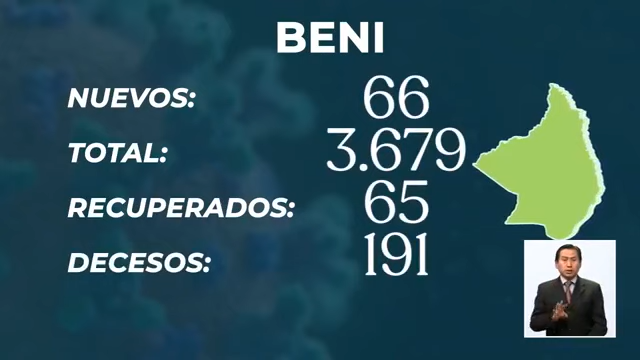 BENI
NUEVOS: 66
TOTAL: 3.679
RECUPERADOS: 65
DECESOS: 191